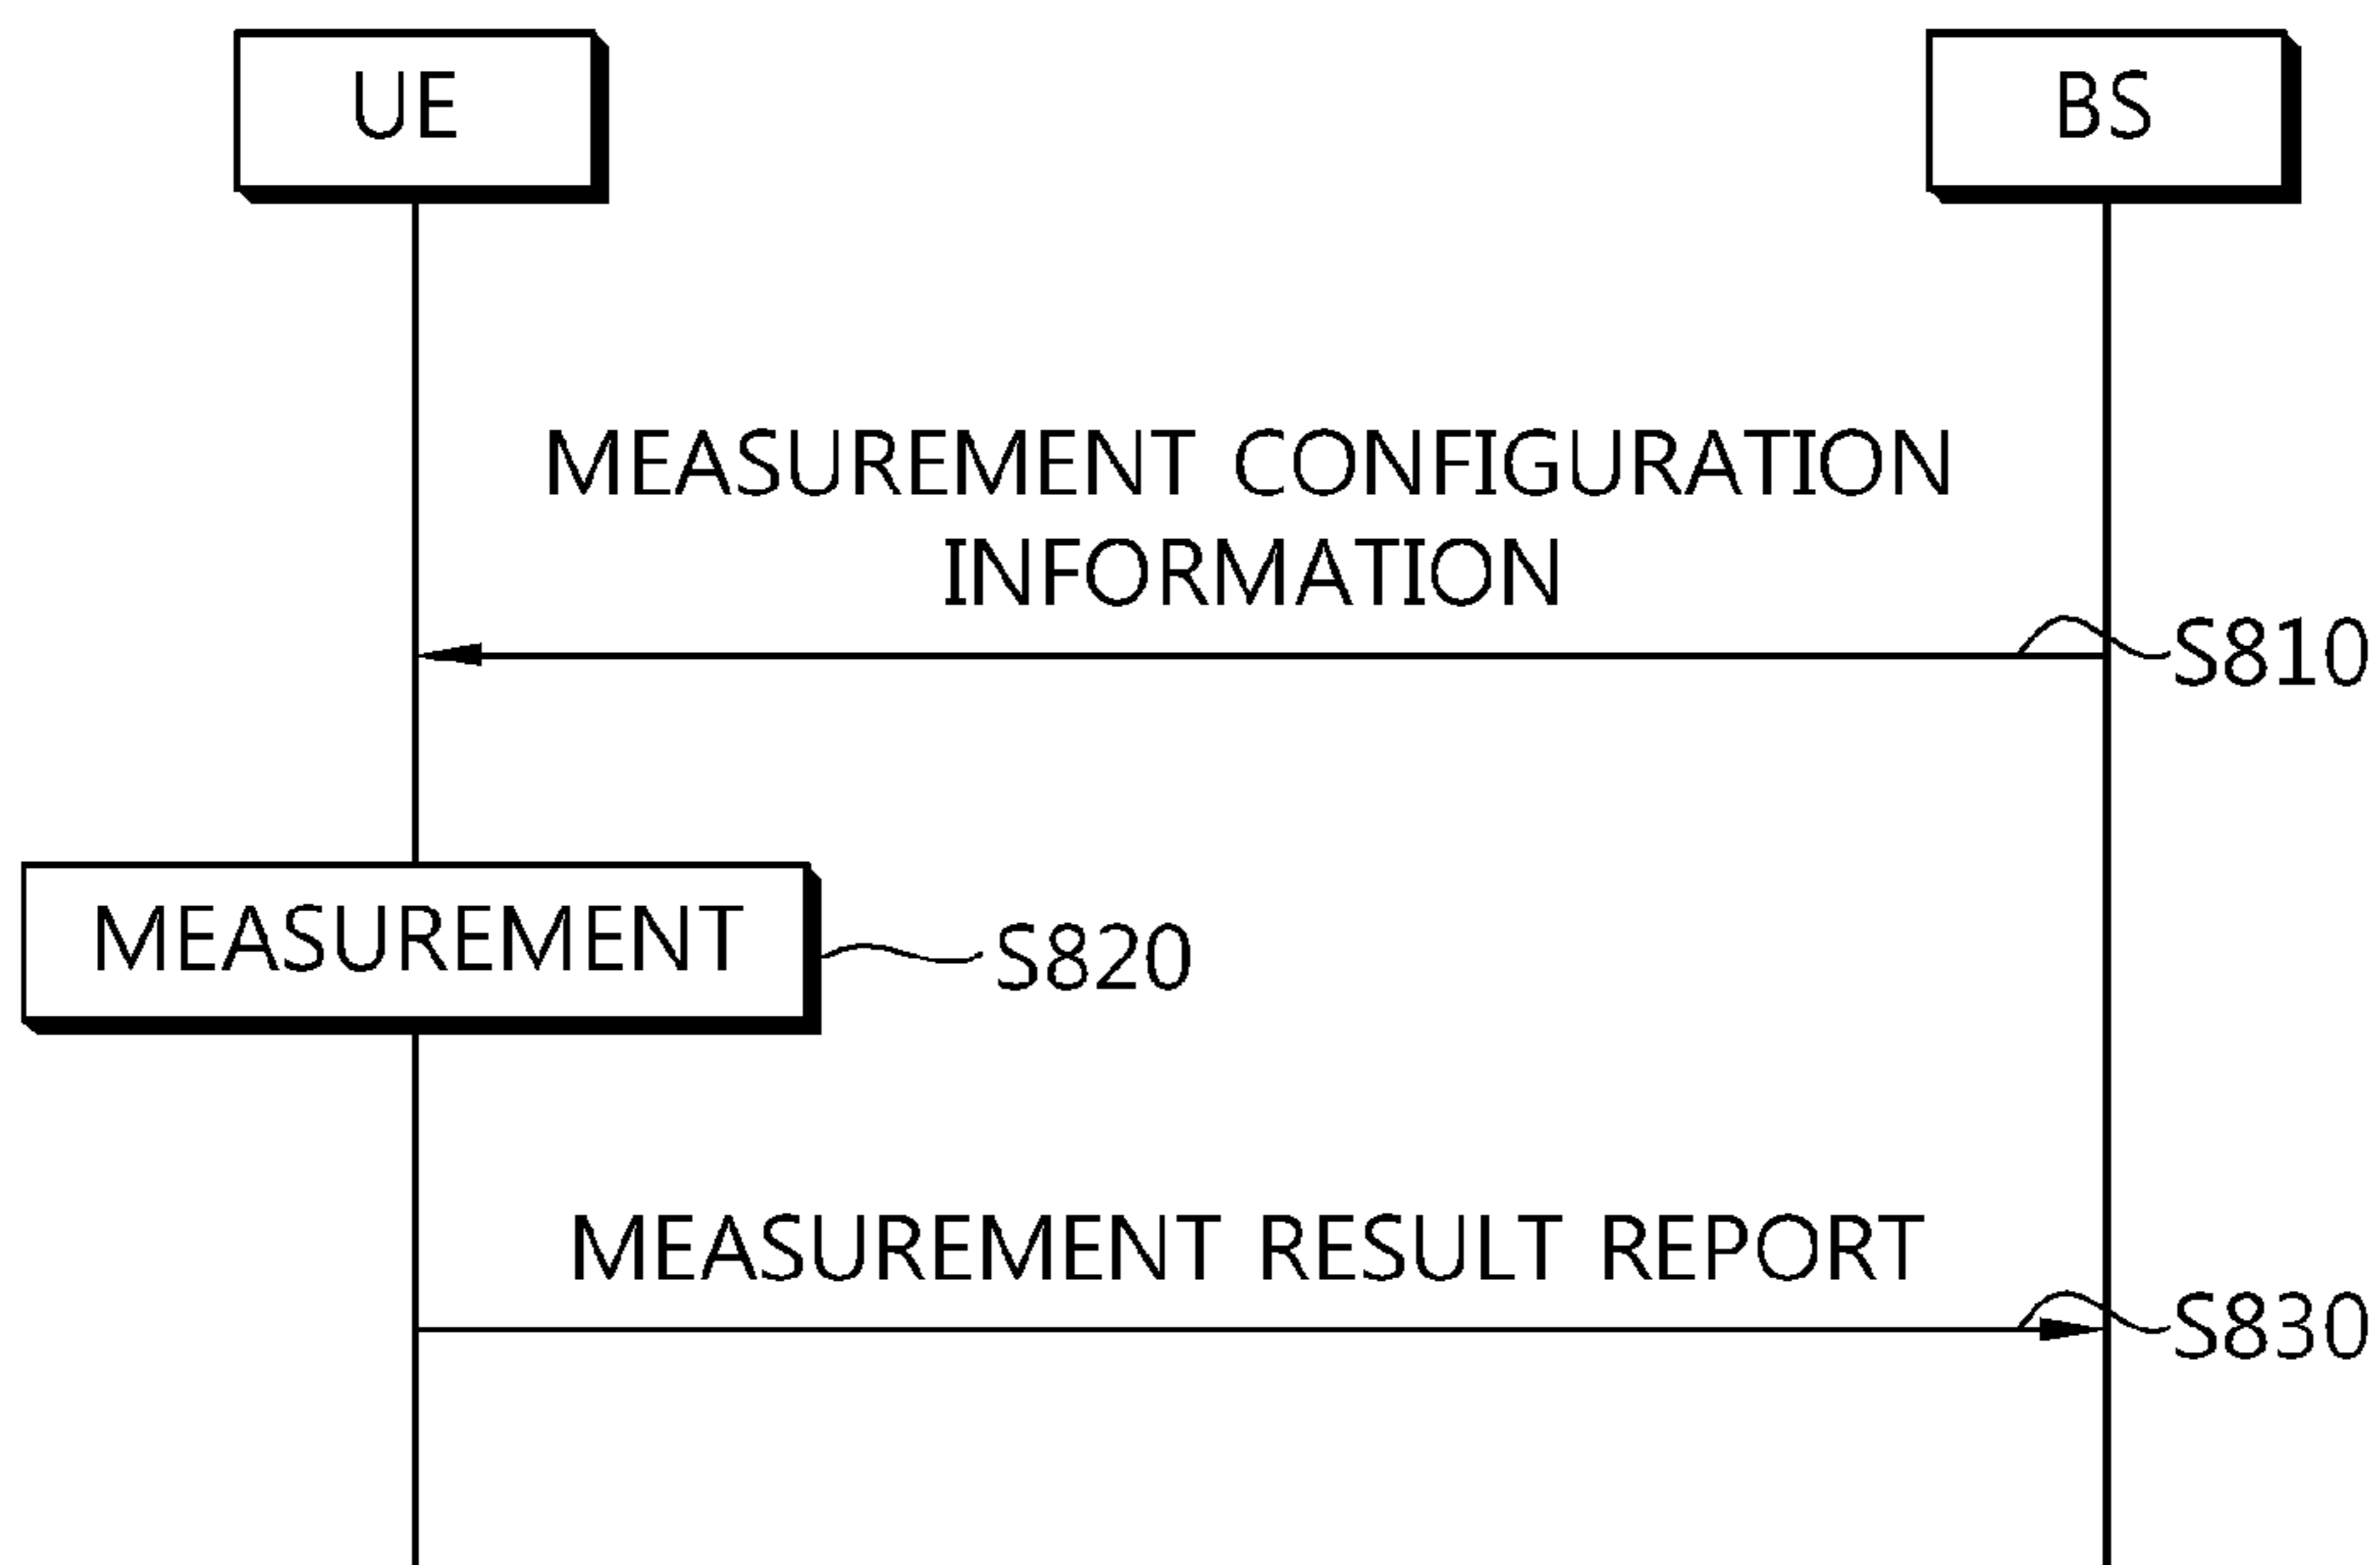 UE
BS
MEASUREMENT CONFIGURATION
INFORMATION
S810
MEASUREMENT
S820
MEASUREMENT RESULT REPORT
S830